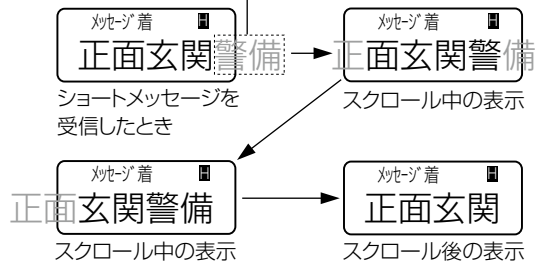 ﾒｯｾｰｼﾞ着 H
正面玄関警備
ショートメッセージを
受信したとき
ﾒｯｾｰｼﾞ着 H
正面玄関警備
スクロール中の表示
ﾒｯｾｰｼﾞ着 H
正面玄関警備
スクロール中の表示
ﾒｯｾｰｼﾞ着 H
正面玄関
スクロール後の表示